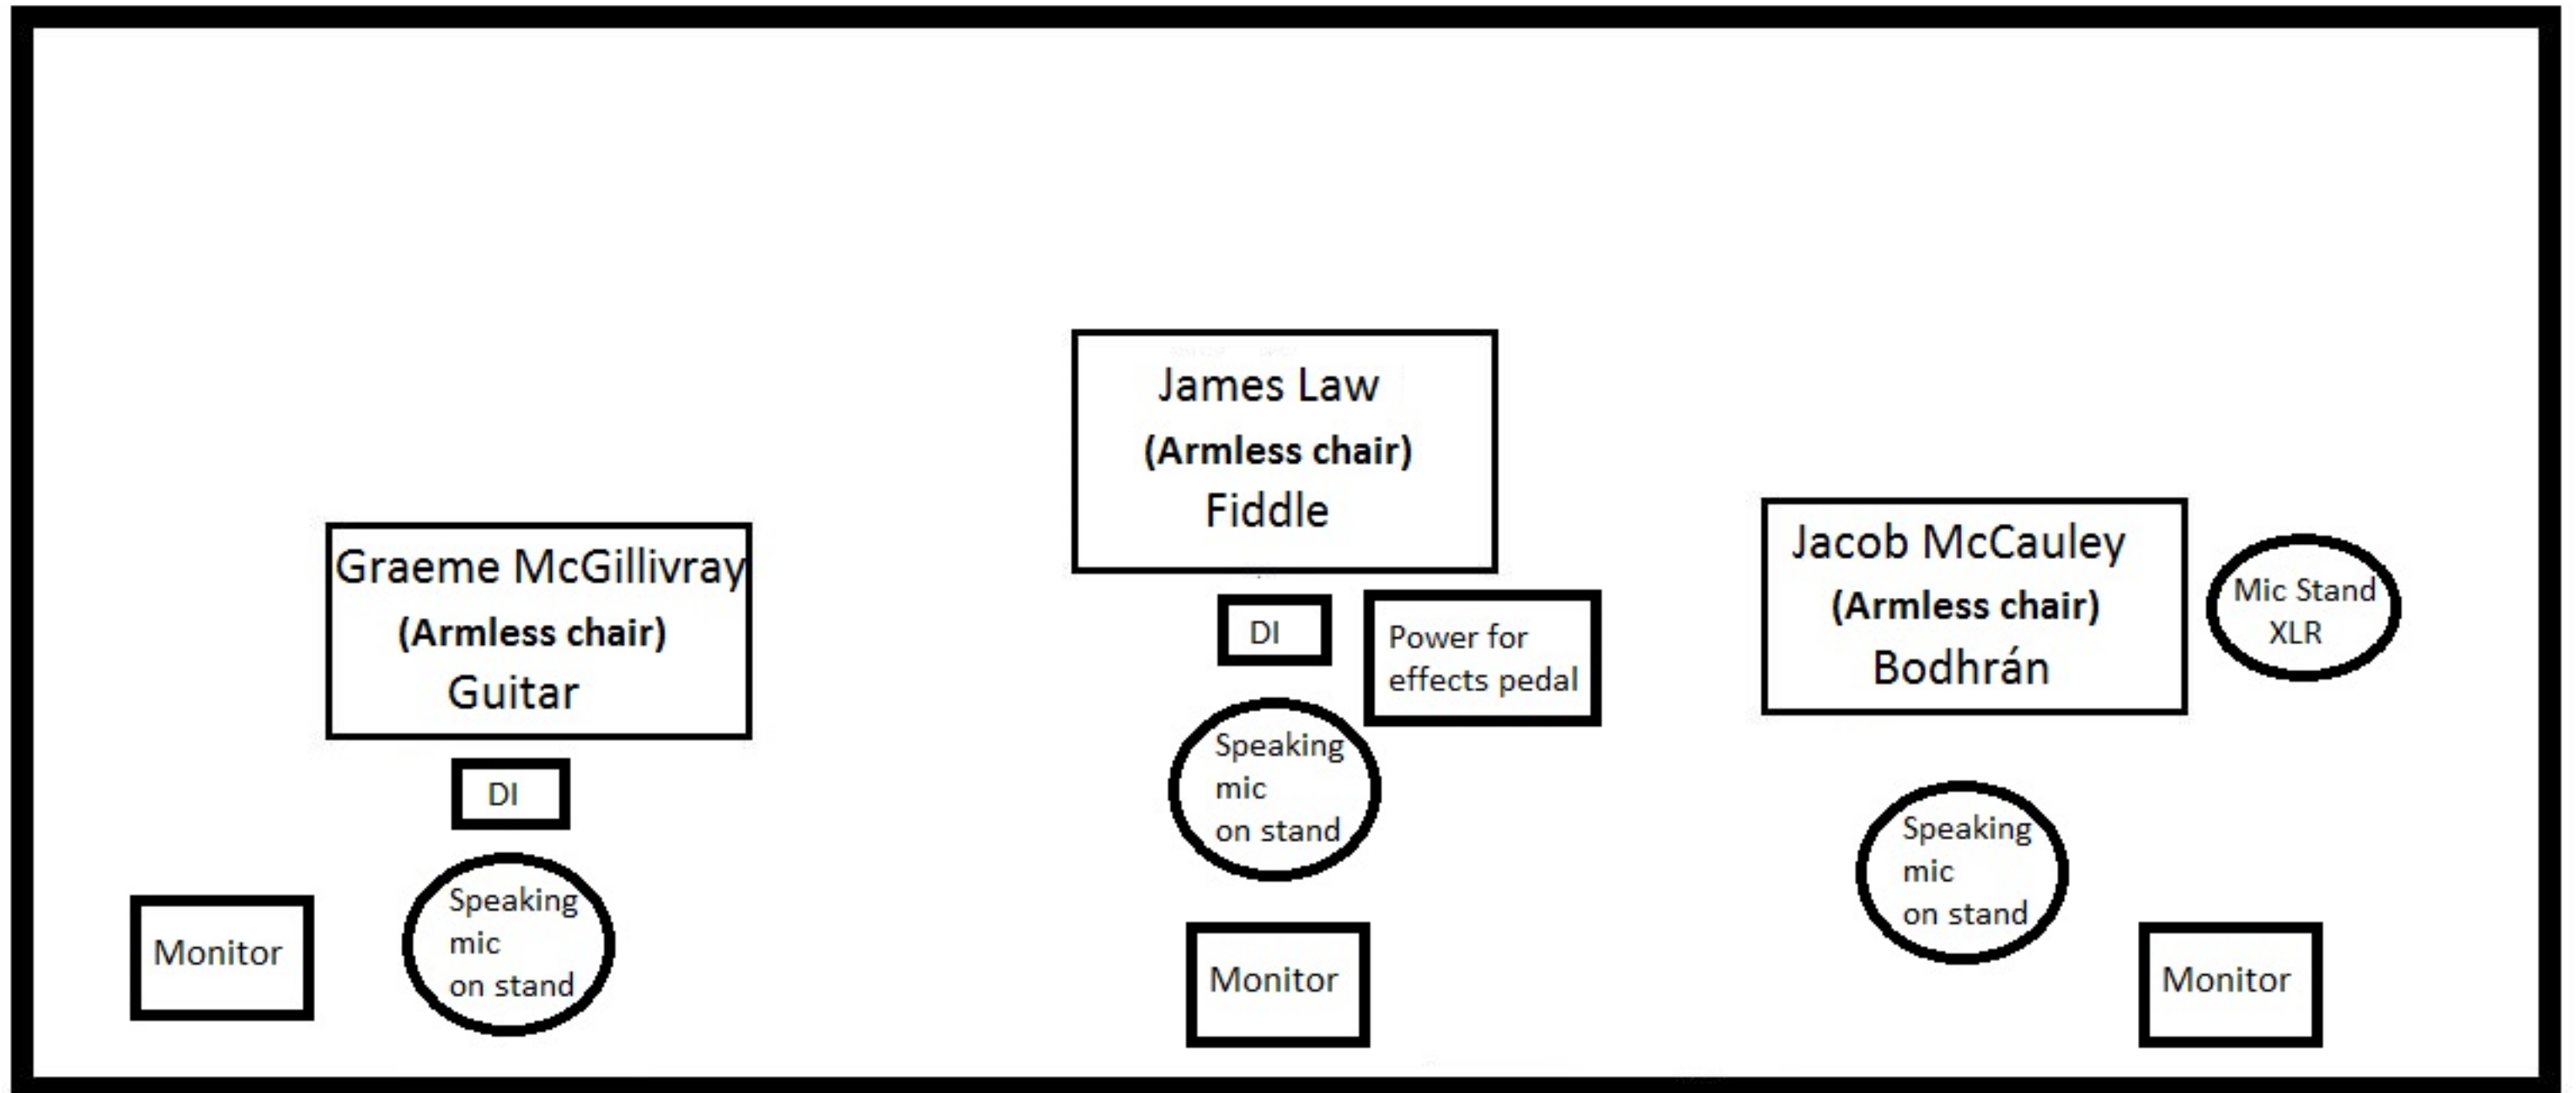 James Law
(Armless chair)
Fiddle
Graeme McGillivray
(Armless chair)
Guitar
Jacob McCauley
(Armless chair)
Bodhrán
Mic Stand
XLR
DI
Power for
effects pedal
Speaking
mic
on stand
DI
Speaking
mic
on stand
Speaking
mic
on stand
Monitor
Monitor
Monitor